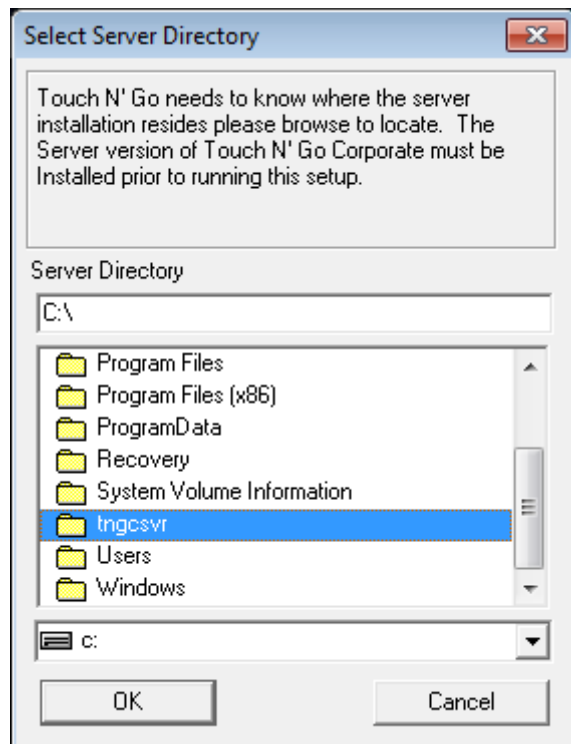 Select Server Directory
Touch N' Go needs to know where the server
installation resides please browse to locate. The
Server version of Touch N' Go Corporate must be
Installed prior to running this setup.
Server Directory
C:\
Program Files
Program Files (x86)
ProgramData
Recovery
System Volume Information
tngcsvr
Users
Windows
c:
OK
Cancel